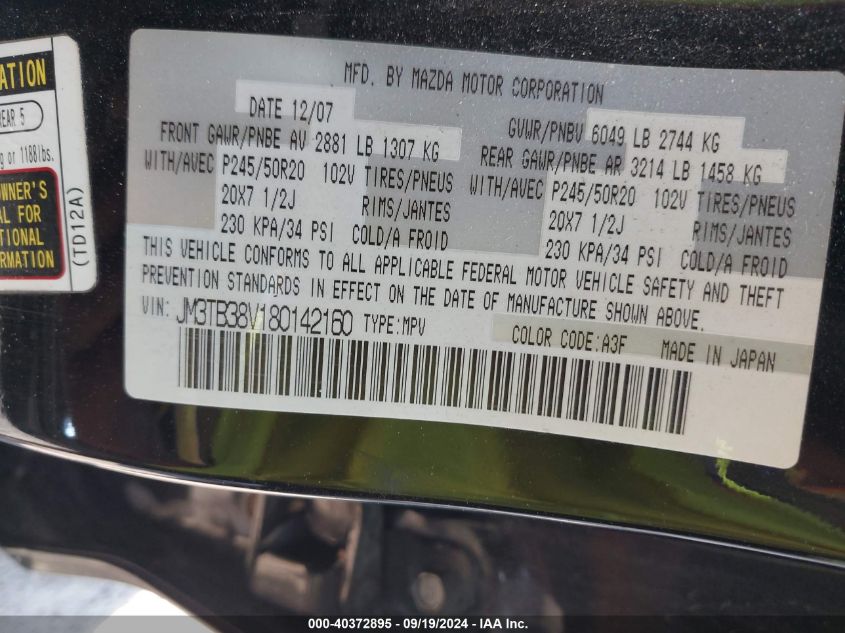 ATION
REAR 5
g or 1188lbs.
OWNER'S
AL FOR
TIONAL
ORMATION
(TD12A)
MFD. BY MAZDA MOTOR CORPORATION
DATE 12/07
GVWR/PNBV 6049 LB 2744 KG
FRONT GAWR/PNBE AV 2881 LB 1307 KG
REAR GAWR/PNBE AR 3214 LB 1458 KG
WITH/AVEC P245/50R20 102V TIRES/PNEUS WITH/AVEC P245/50R20 102V TIRES/PNEUS
20X7 1/2J RIMS/JANTES 20X7 1/2J RIMS/JANTES
230 KPA/34 PSI COLD/A FROID 230 KPA/34 PSI COLD/A FROID
THIS VEHICLE CONFORMS TO ALL APPLICABLE FEDERAL MOTOR VEHICLE SAFETY AND THEFT
PREVENTION STANDARDS IN EFFECT ON THE DATE OF MANUFACTURE SHOWN ABOVE.
VIN: JM3TB38V180142160 TYPE:MPV
COLOR CODE:A3F MADE IN JAPAN
000-40372895 - 09/19/2024 - IAA Inc.